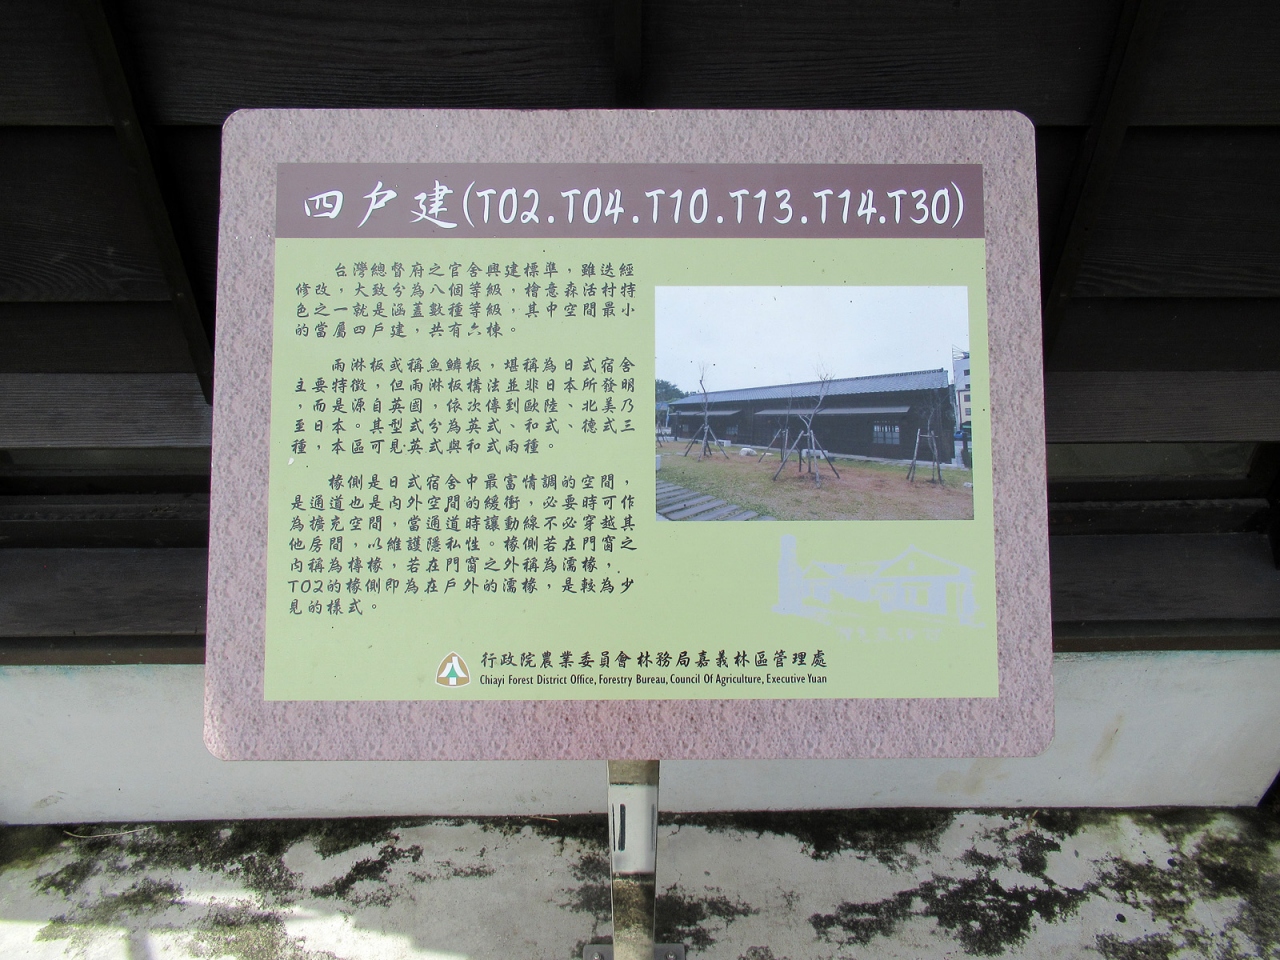 四戶建(T02.T04.T10.T13.T14.T30)
台灣總督府之官舍興建標準，雖迭經
修改，大致分為八個等級，檜意森活村特
色之一就是涵蓋數種等級，其中空間最小
的當屬四戶建，共有六棟。
雨淋板或稱魚鱗板，堪稱為日式宿舍
主要特徵，但雨淋板構法並非日本所發明
，而是源自英國，依次傳到歐陸、北美乃
至日本。其型式分為英式、和式、德式三
種，本區可見英式與和式兩種。
椽側是日式宿舍中最富情調的空間，
是通道也是內外空間的緩衝，必要時可作
為擴充空間，當通道時讓動線不必穿越其
他房間，以維護隱私性。椽側若在門窗之
內稱為榑椽，若在門窗之外稱為濡椽，
T02的椽側即為在戶外的濡椽，是較為少
見的樣式。
行政院農業委員會林務局嘉義林區管理處
Chiayi Forest District Office, Forestry Bureau, Council Of Agriculture, Executive Yuan